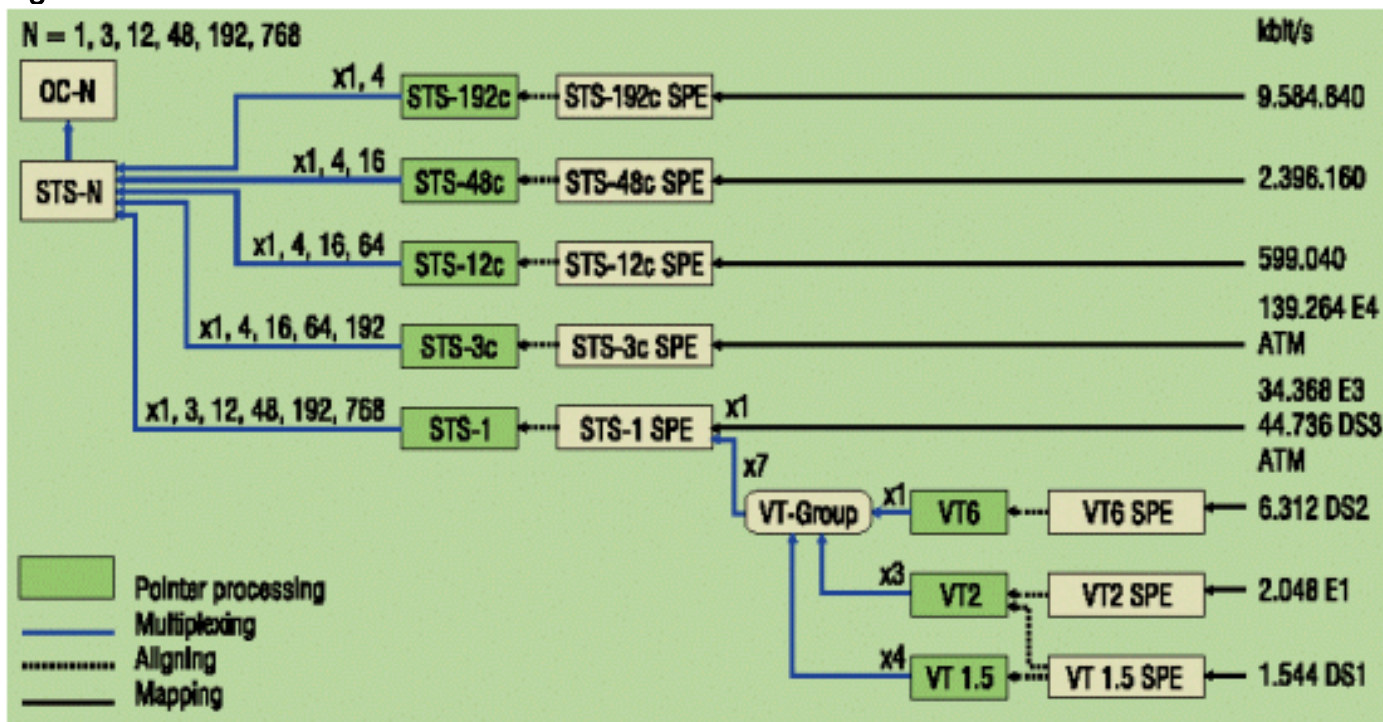 N = 1, 3, 12, 48, 192, 768
kbit/s
OC-N
x1, 4
STS-192c
STS-192c SPE
9.584.640
STS-N
x1, 4, 16
STS-48c
STS-48c SPE
2.396.160
x1, 4, 16, 64
STS-12c
STS-12c SPE
599.040
139.264 E4
x1, 4, 16, 64, 192
STS-3c
STS-3c SPE
ATM
34.368 E3
x1, 3, 12, 48, 192, 768
STS-1
STS-1 SPE
x1
44.736 DS3
ATM
x7
VT-Group
x1
VT6
VT6 SPE
6.312 DS2
x3
VT2
VT2 SPE
2.048 E1
x4
VT 1.5
VT 1.5 SPE
1.544 DS1
Pointer processing
Multiplexing
Aligning
Mapping